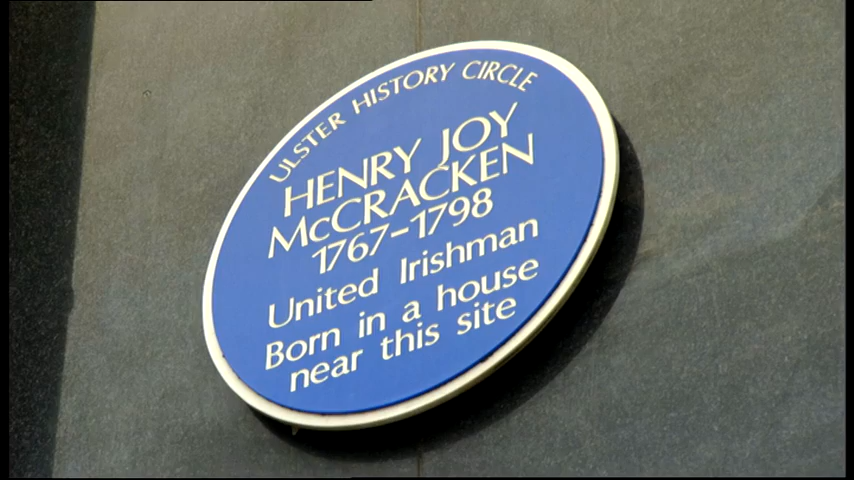 ULSTER HISTORY CIRCLE
HENRY JOY
McCRACKEN
1767-1798
United Irishman
Born in a house
near this site